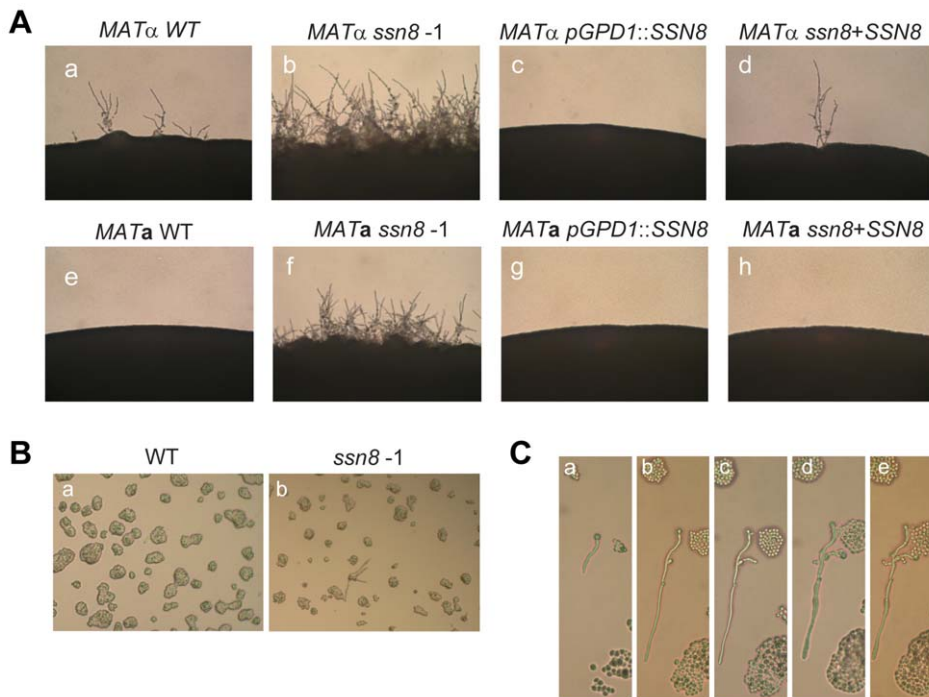 A
MATα WT
MATα ssn8 -1
MATα pGPD1::SSN8
MATα ssn8+SSN8
a
b
c
d
MATa WT
MATa ssn8 -1
MATa pGPD1::SSN8
MATa ssn8+SSN8
e
f
g
h
B
WT
ssn8 -1
a
b
C
a
b
c
d
e